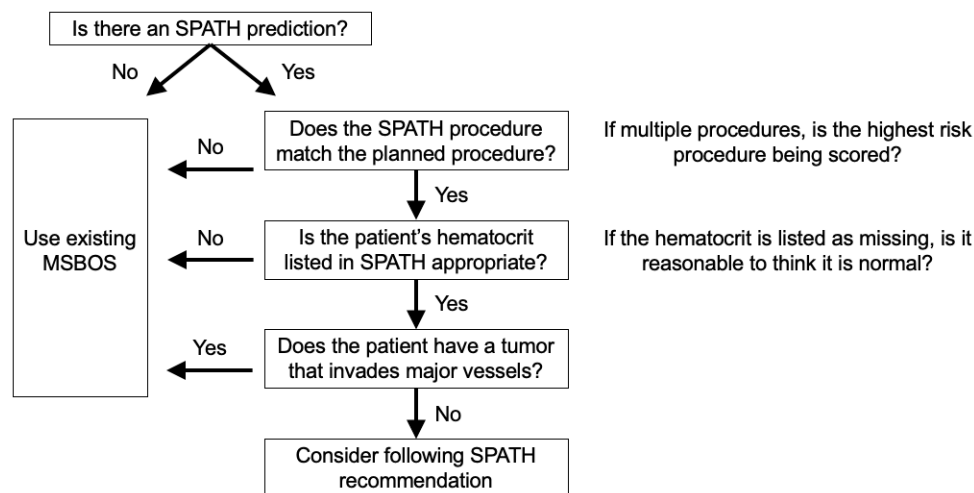 Is there an SPATH prediction?
No
Yes
Does the SPATH procedure
match the planned procedure?
If multiple procedures, is the highest risk
procedure being scored?
No
Yes
Use existing
MSBOS
No
Is the patient’s hematocrit
listed in SPATH appropriate?
If the hematocrit is listed as missing, is it
reasonable to think it is normal?
Yes
Yes
Does the patient have a tumor
that invades major vessels?
No
Consider following SPATH
recommendation